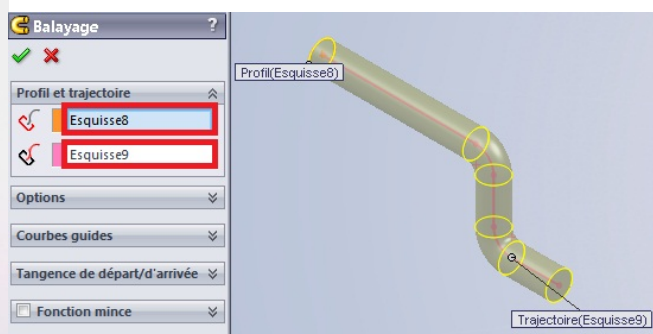 Balayage ?
Profil et trajectoire
Esquisse8
Esquisse9
Options
Courbes guides
Tangence de départ/d'arrivée
Fonction mince
Profil(Esquisse8)
Trajectoire(Esquisse9)